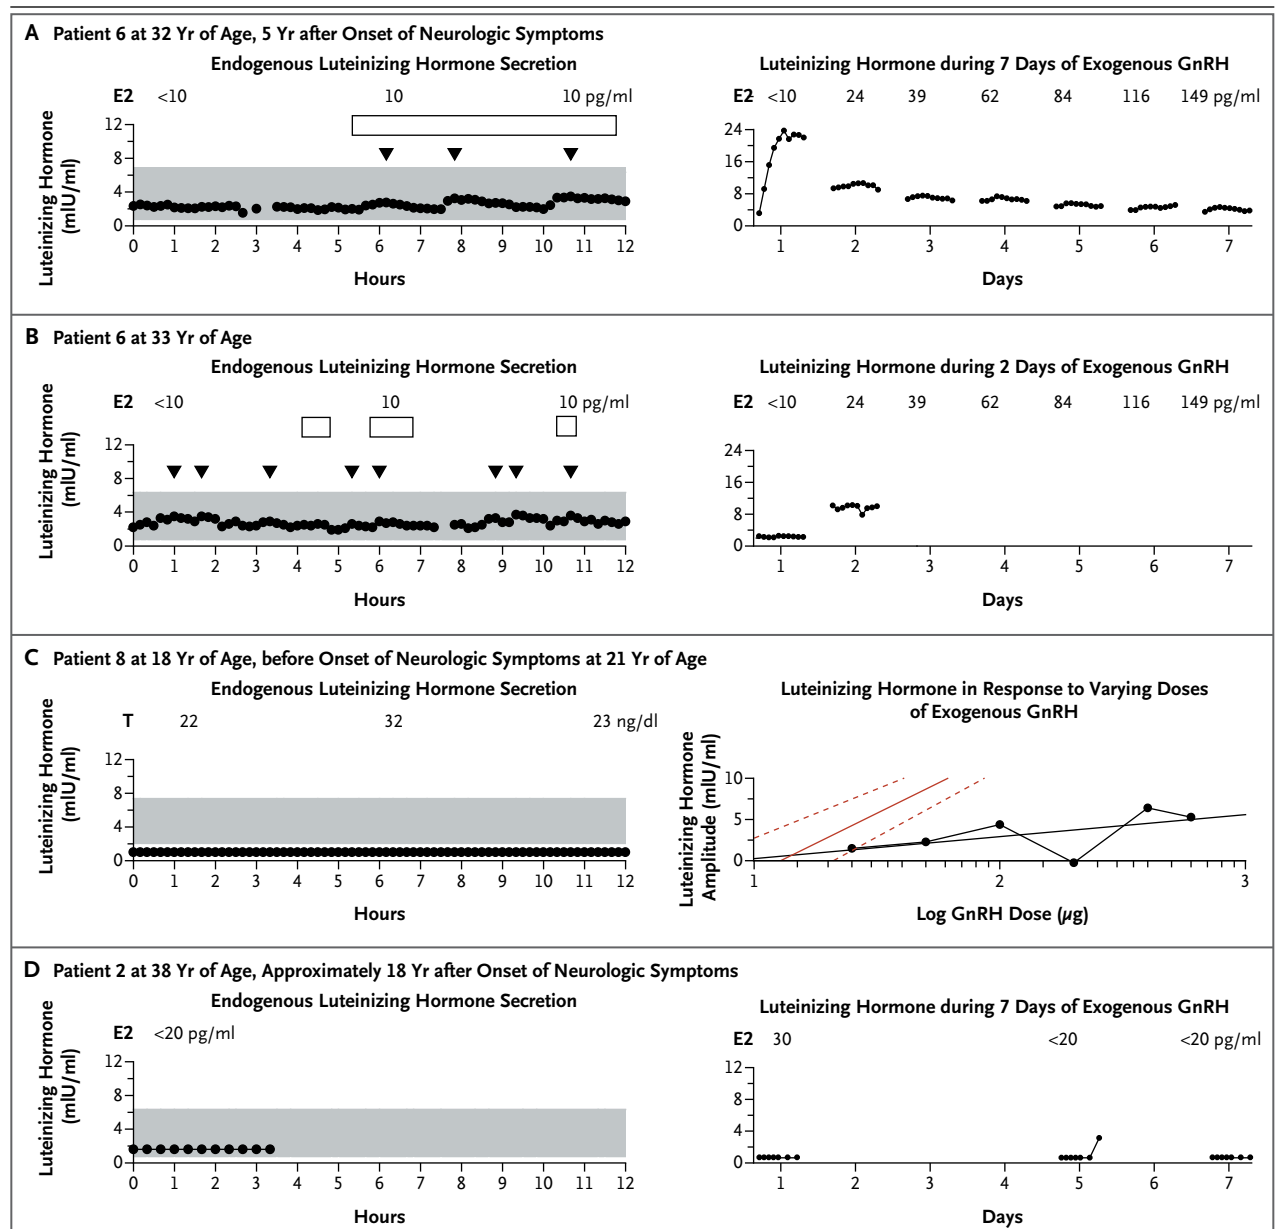 A Patient 6 at 32 Yr of Age, 5 Yr after Onset of Neurologic Symptoms
Endogenous Luteinizing Hormone Secretion
E2 <10 10 10 pg/ml
Luteinizing Hormone
(mIU/ml)
12
8
4
0
0 1 2 3 4 5 6 7 8 9 10 11 12
Hours
Luteinizing Hormone during 7 Days of Exogenous GnRH
E2 <10 24 39 62 84 116 149 pg/ml
24
16
8
0
1 2 3 4 5 6 7
Days
B Patient 6 at 33 Yr of Age
Endogenous Luteinizing Hormone Secretion
E2 <10 10 10 pg/ml
Luteinizing Hormone
(mIU/ml)
12
8
4
0
0 1 2 3 4 5 6 7 8 9 10 11 12
Hours
Luteinizing Hormone during 2 Days of Exogenous GnRH
E2 <10 24 39 62 84 116 149 pg/ml
24
16
8
0
1 2 3 4 5 6 7
Days
C Patient 8 at 18 Yr of Age, before Onset of Neurologic Symptoms at 21 Yr of Age
Endogenous Luteinizing Hormone Secretion
T 22 32 23 ng/dl
Luteinizing Hormone
(mIU/ml)
12
8
4
0
0 1 2 3 4 5 6 7 8 9 10 11 12
Hours
Luteinizing Hormone in Response to Varying Doses
of Exogenous GnRH
Luteinizing Hormone
Amplitude (mIU/ml)
10
5
0
1 2 3
Log GnRH Dose (µg)
D Patient 2 at 38 Yr of Age, Approximately 18 Yr after Onset of Neurologic Symptoms
Endogenous Luteinizing Hormone Secretion
E2 <20 pg/ml
Luteinizing Hormone
(mIU/ml)
12
8
4
0
0 1 2 3 4 5 6 7 8 9 10 11 12
Hours
Luteinizing Hormone during 7 Days of Exogenous GnRH
E2 30 <20 <20 pg/ml
12
8
4
0
1 2 3 4 5 6 7
Days